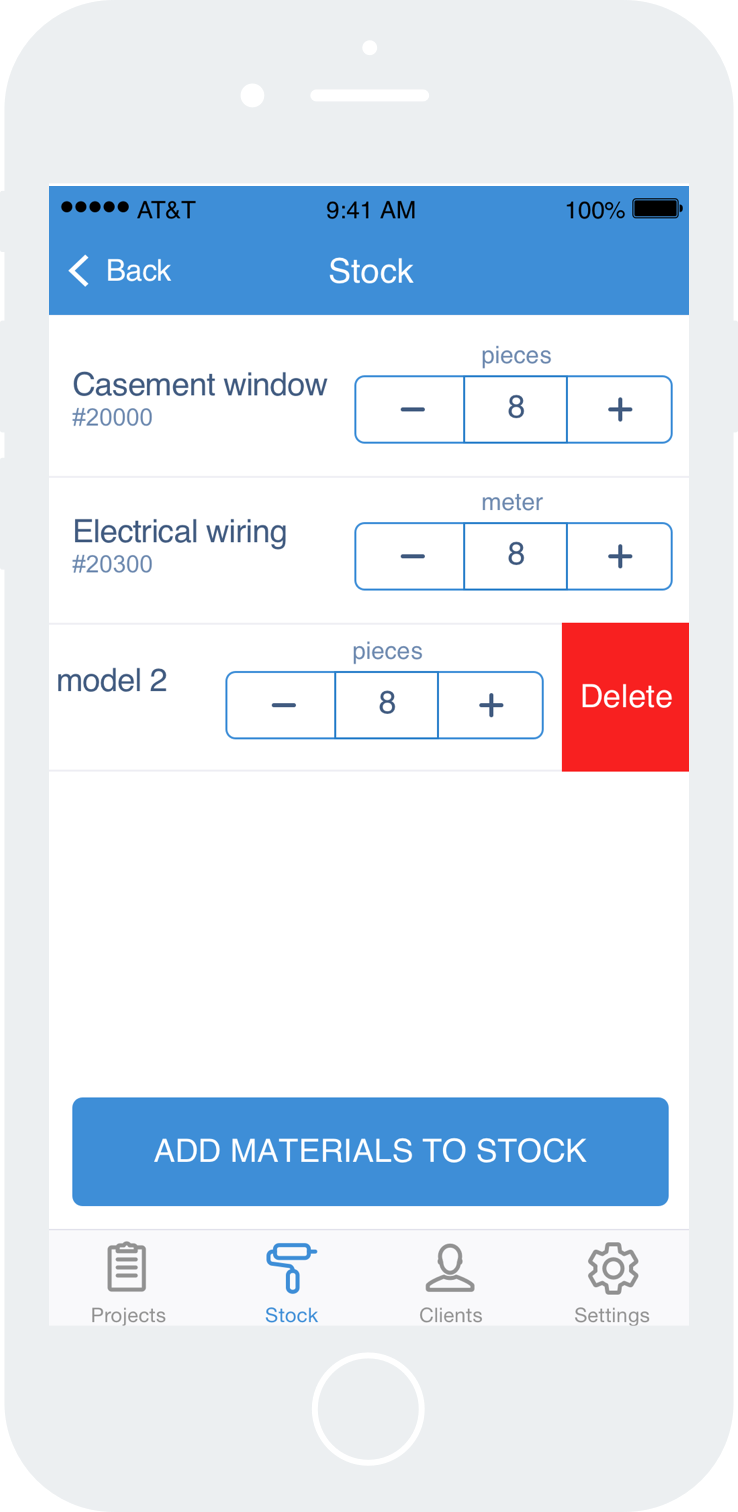 AT&T 9:41 AM 100%
Back Stock
pieces
Casement window
#20000
8
meter
Electrical wiring
#20300
8
pieces
model 2
8
Delete
ADD MATERIALS TO STOCK
Projects Stock Clients Settings